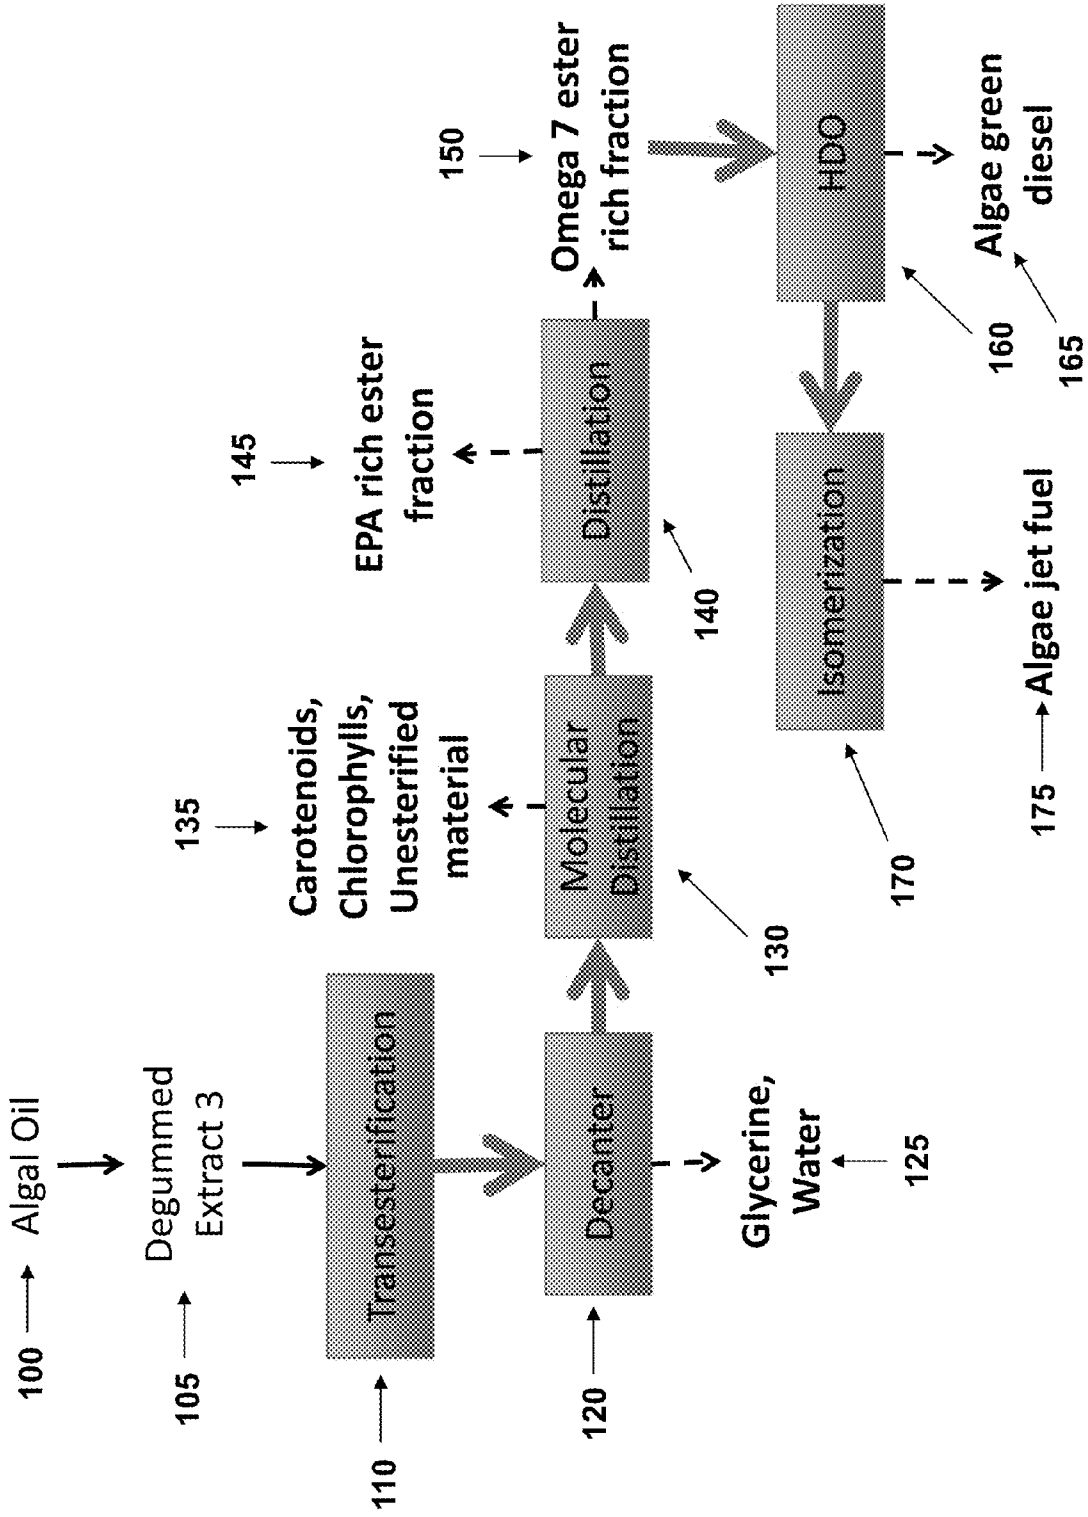 100
Algal Oil
105
Degummed
Extract 3
110
Transesterification
120
Decanter
Glycerine,
Water
125
135
Carotenoids,
Chlorophylls,
Unesterified
material
Molecular
Distillation
130
145
EPA rich ester
fraction
Distillation
140
150
Omega 7 ester
rich fraction
HDO
160
Algae green
diesel
165
Isomerization
170
175
Algae jet fuel